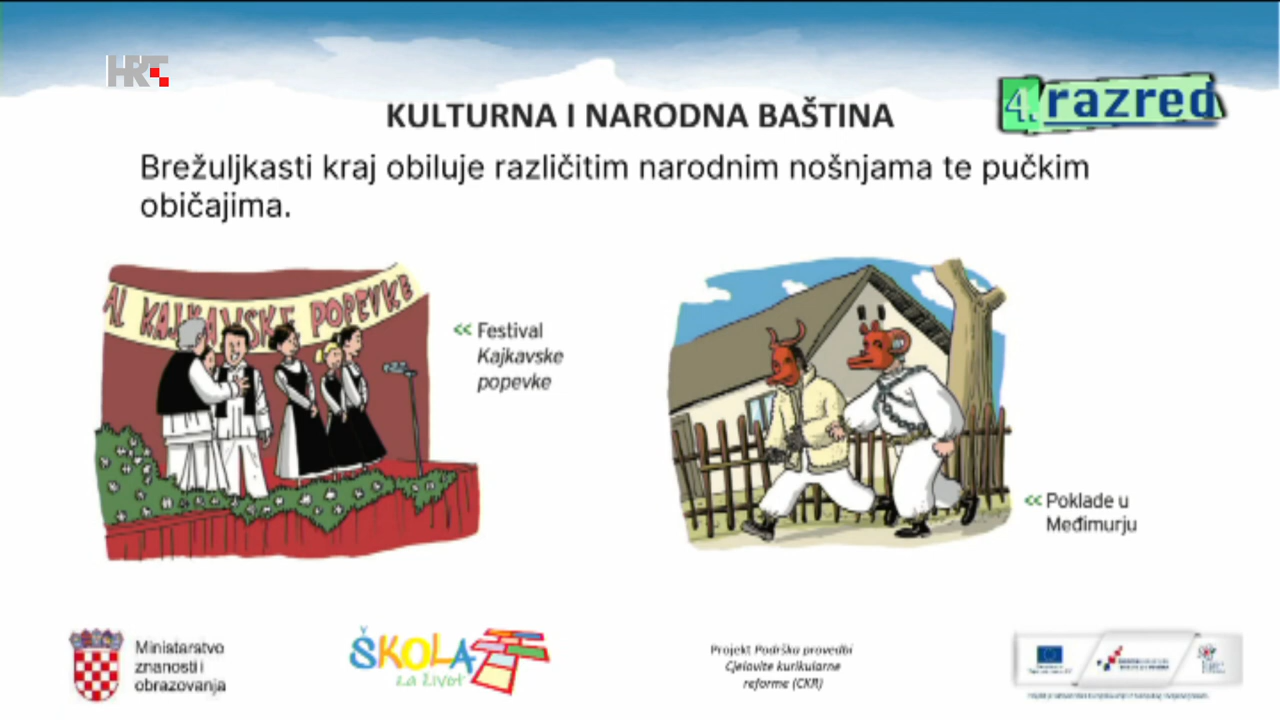 HRT
4. razred
KULTURNA I NARODNA BAŠTINA
Brežuljkasti kraj obiluje različitim narodnim nošnjama te pučkim
običajima.
AL KAJKAVSKE POPEVKE
<< Festival
Kajkavske
popevke
<< Poklade u
Međimurju
Ministarstvo
znanosti i
obrazovanja
ŠKOLA
za život
Projekt Podrška provedbi
Cjelovite kurikularne
reforme (CKR)